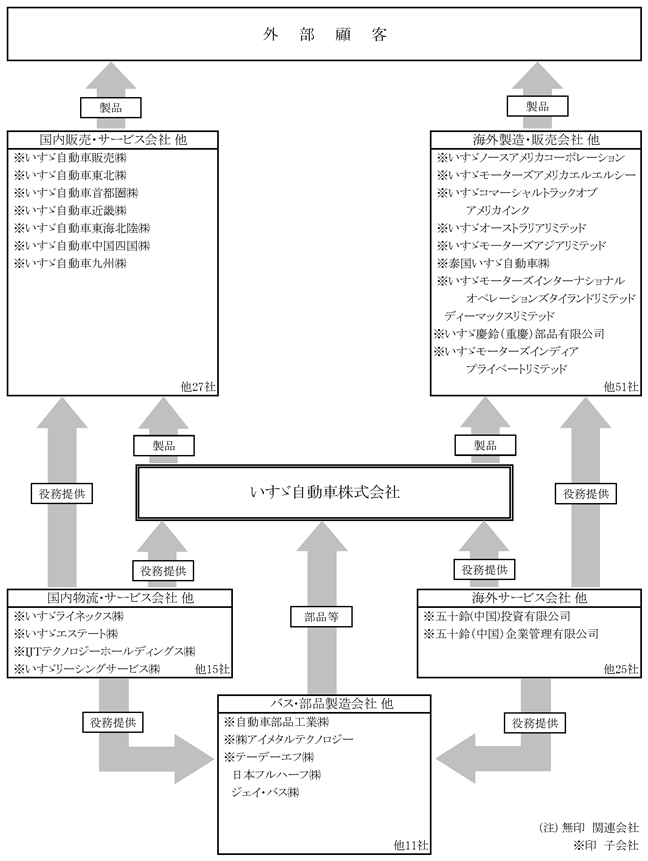 外部顧客
製品
製品
国内販売・サービス会社 他
※いすゞ自動車販売㈱
※いすゞ自動車東北㈱
※いすゞ自動車首都圏㈱
※いすゞ自動車近畿㈱
※いすゞ自動車東海北陸㈱
※いすゞ自動車中国四国㈱
※いすゞ自動車九州㈱
他27社
海外製造・販売会社 他
※いすゞノースアメリカコーポレーション
※いすゞモーターズアメリカエルエルシー
※いすゞコマーシャルトラックオブ
アメリカインク
※いすゞオーストラリアリミテッド
※いすゞモーターズアジアリミテッド
※泰国いすゞ自動車㈱
※いすゞモーターズインターナショナル
オペレーションズタイランドリミテッド
ディーマックスリミテッド
※いすゞ慶鈴(重慶)部品有限公司
※いすゞモーターズインディア
プライベートリミテッド
他51社
製品
製品
いすゞ自動車株式会社
役務提供
役務提供
役務提供
役務提供
部品等
国内物流・サービス会社 他
※いすゞライネックス㈱
※いすゞエステート㈱
※IJTテクノロジーホールディングス㈱
※いすゞリーシングサービス㈱
他15社
海外サービス会社 他
※五十鈴(中国)投資有限公司
※五十鈴(中国)企業管理有限公司
他25社
役務提供
役務提供
バス・部品製造会社 他
※自動車部品工業㈱
※㈱アイメタルテクノロジー
※テーデーエフ㈱
日本フルハーフ㈱
ジェイ・バス㈱
他11社
(注) 無印 関連会社
※印 子会社